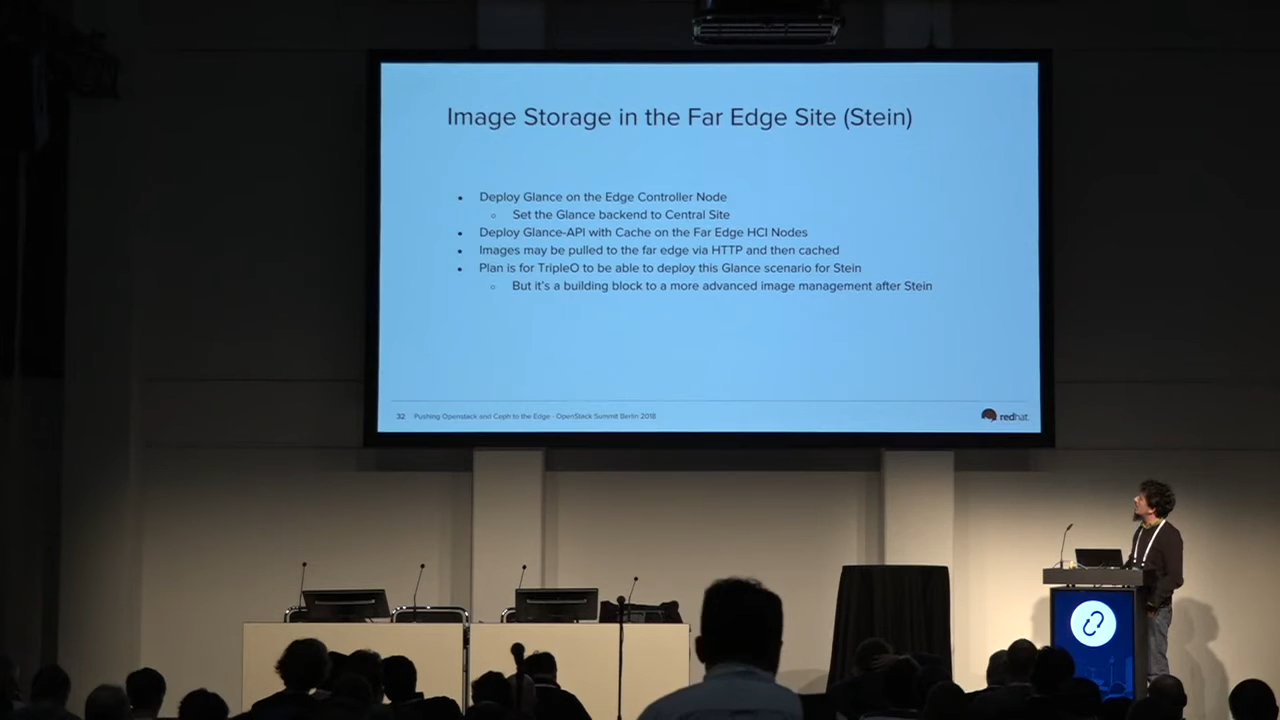 Image Storage in the Far Edge Site (Stein)
• Deploy Glance on the Edge Controller Node
○ Set the Glance backend to Central Site
• Deploy Glance-API with Cache on the Far Edge HCI Nodes
• Images may be pulled to the far edge via HTTP and then cached
• Plan is for TripleO to be able to deploy this Glance scenario for Stein
○ But it's a building block to a more advanced image management after Stein
32 Pushing Openstack and Ceph to the Edge - OpenStack Summit Berlin 2018
redhat.